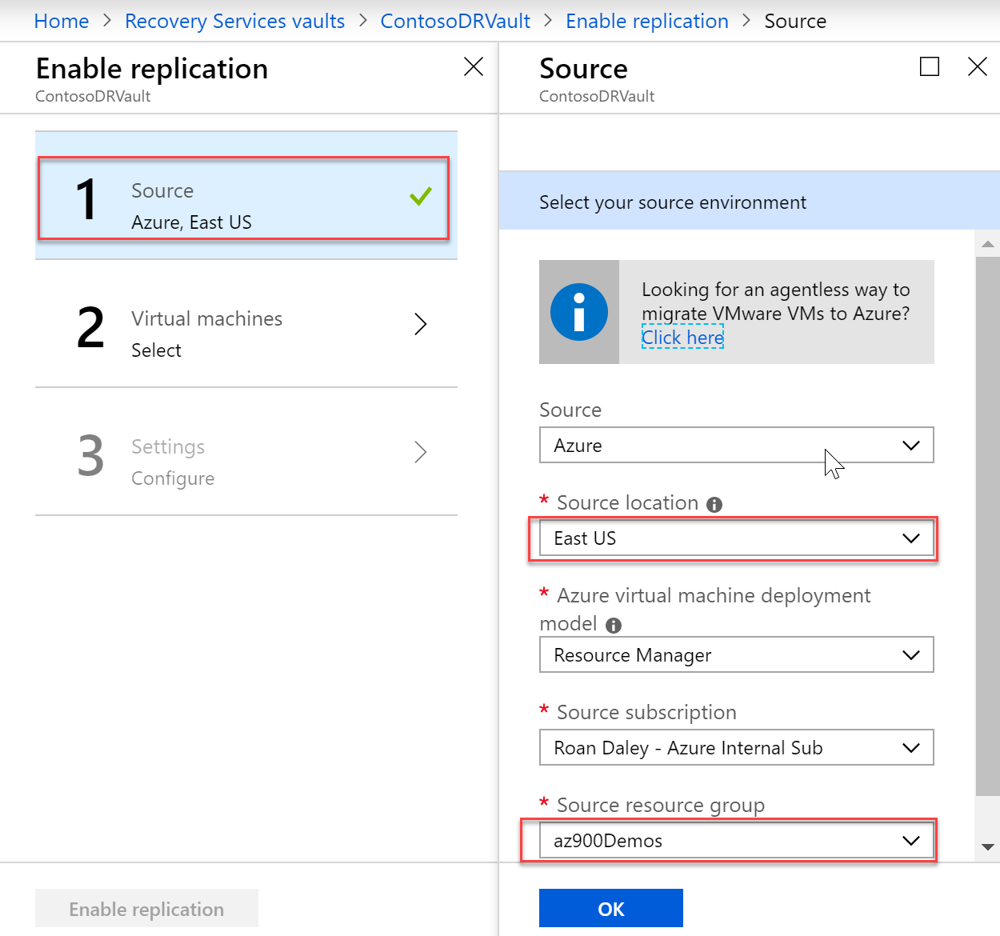 Home > Recovery Services vaults > ContosoDRVault > Enable replication > Source
Enable replication
ContosoDRVault
1
Source
Azure, East US
2
Virtual machines
Select
3
Settings
Configure
Enable replication
Source
ContosoDRVault
Select your source environment
Looking for an agentless way to
migrate VMware VMs to Azure?
Click here
Source
Azure
* Source location
East US
* Azure virtual machine deployment
model
Resource Manager
* Source subscription
Roan Daley - Azure Internal Sub
* Source resource group
az900Demos
OK